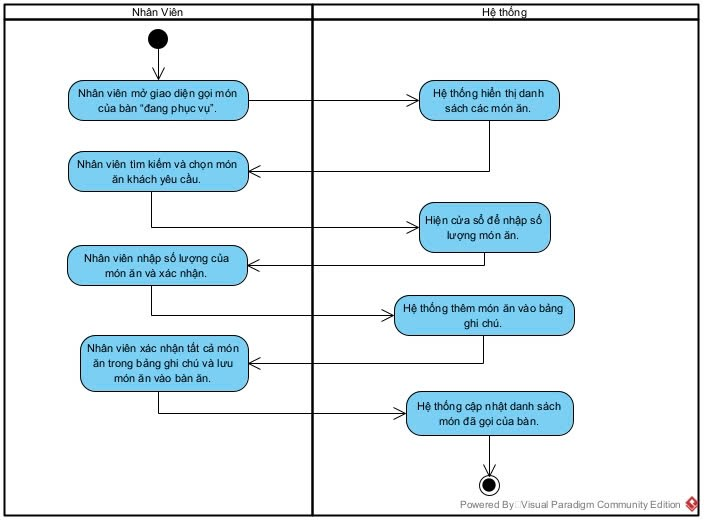 Nhân Viên
Hệ thống
Nhân viên mở giao diện gọi món
của bàn "đang phục vụ".
Hệ thống hiển thị danh
sách các món ăn.
Nhân viên tìm kiếm và chọn món
ăn khách yêu cầu.
Hiện cửa sổ để nhập số
lượng món ăn.
Nhân viên nhập số lượng của
món ăn và xác nhận.
Hệ thống thêm món ăn vào bảng
ghi chú.
Nhân viên xác nhận tất cả món
ăn trong bảng ghi chú và lưu
món ăn vào bàn ăn.
Hệ thống cập nhật danh sách
món đã gọi của bàn.
Powered By Visual Paradigm Community Edition